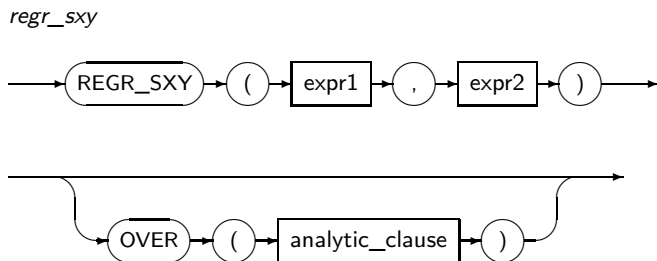 regr_sxy
REGR_SXY ( expr1 , expr2 )
OVER ( analytic_clause )